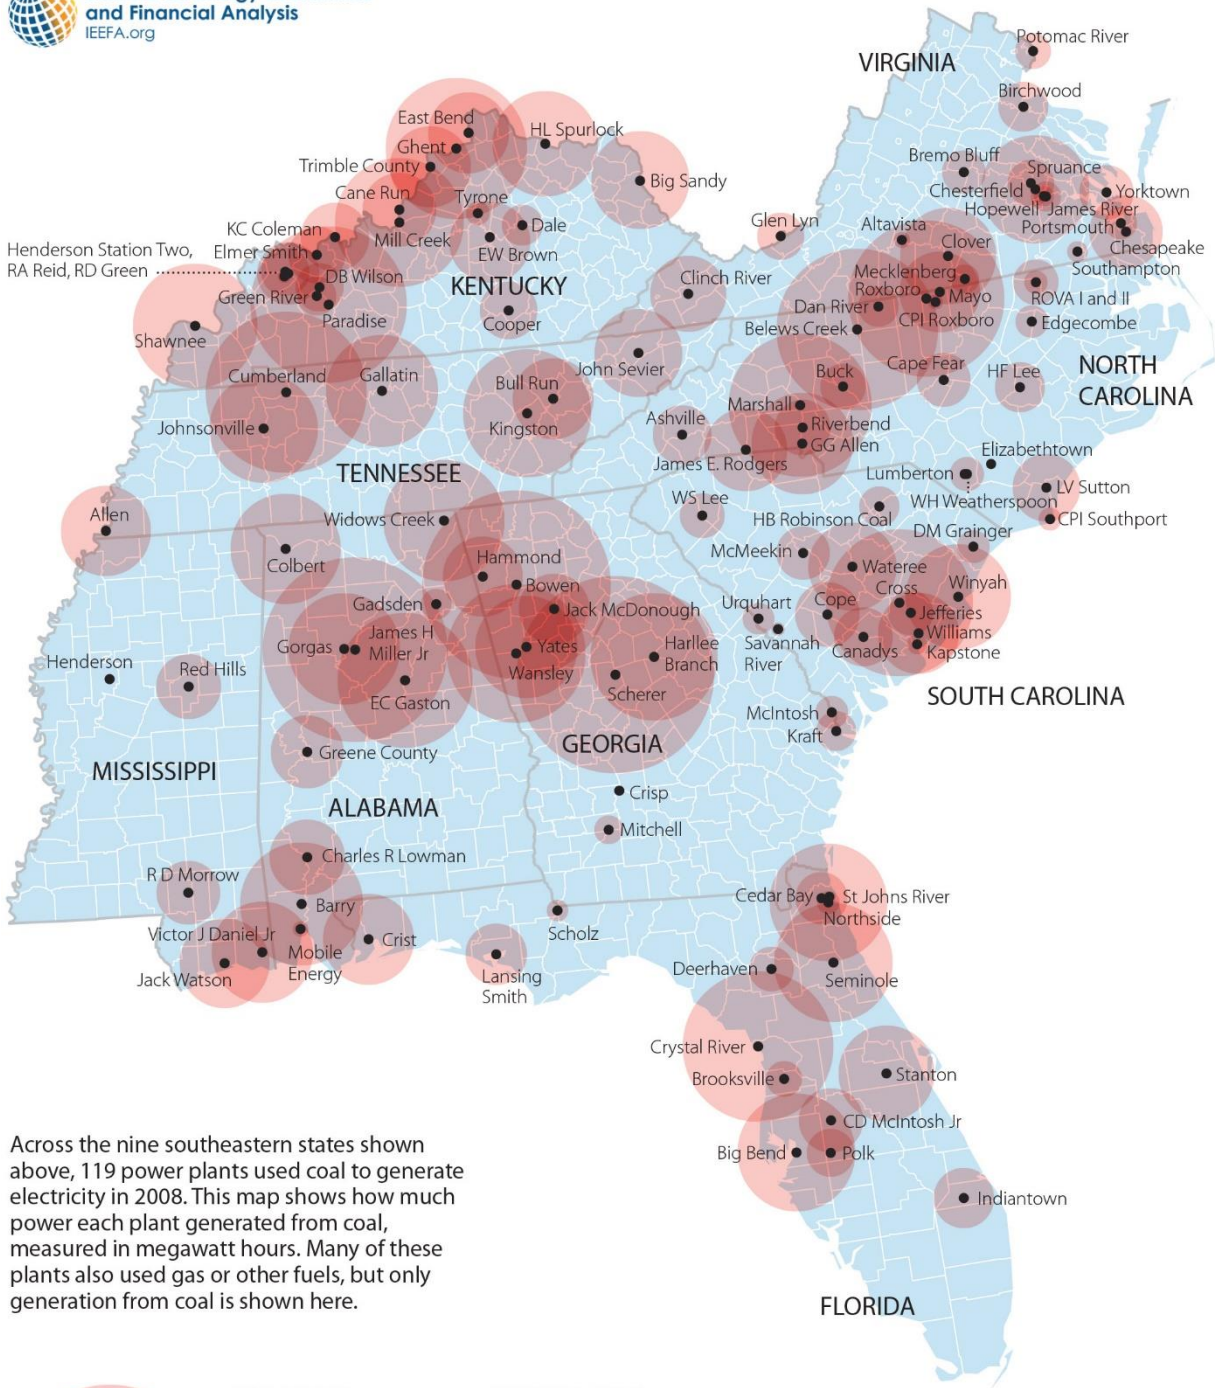 and Financial Analysis
IEEFA.org
VIRGINIA
Potomac River
Birchwood
East Bend
HL Spurlock
Ghent
Trimble County
Big Sandy
Bremo Bluff
Spruance
Cane Run
Tyrone
Chesterfield
Yorktown
Hopewell
James River
Glen Lyn
Altavista
Portsmouth
KC Coleman
Mill Creek
Dale
Chesapeake
Henderson Station Two,
RA Reid, RD Green
Elmer Smith
EW Brown
Clover
Southampton
DB Wilson
KENTUCKY
Clinch River
Mecklenberg
Roxboro
Mayo
ROVA I and II
Green River
Dan River
Paradise
Cooper
CPI Roxboro
Edgecombe
Shawnee
Belews Creek
Cumberland
Gallatin
Bull Run
John Sevier
Buck
Cape Fear
HF Lee
NORTH
CAROLINA
Marshall
Ashville
Johnsonville
Kingston
Riverbend
GG Allen
Elizabethtown
TENNESSEE
James E. Rodgers
Lumberton
LV Sutton
WS Lee
WH Weatherspoon
Allen
Widows Creek
HB Robinson Coal
CPI Southport
DM Grainger
Colbert
Hammond
McMeekin
Wateree
Bowen
Cross
Winyah
Gadsden
Jack McDonough
Urquhart
Cope
Jefferies
Gorgas
James H
Miller Jr
Yates
Harllee
Branch
Savannah
River
Canadys
Williams
Kapstone
Henderson
Red Hills
Wansley
EC Gaston
Scherer
SOUTH CAROLINA
McIntosh
Kraft
Greene County
GEORGIA
MISSISSIPPI
ALABAMA
Crisp
Mitchell
Charles R Lowman
R D Morrow
Barry
Cedar Bay
St Johns River
Northside
Victor J Daniel Jr
Mobile
Energy
Crist
Scholz
Jack Watson
Lansing
Smith
Deerhaven
Seminole
Crystal River
Brooksville
Stanton
CD McIntosh Jr
Big Bend
Polk
Indiantown
FLORIDA
Across the nine southeastern states shown
above, 119 power plants used coal to generate
electricity in 2008. This map shows how much
power each plant generated from coal,
measured in megawatt hours. Many of these
plants also used gas or other fuels, but only
generation from coal is shown here.